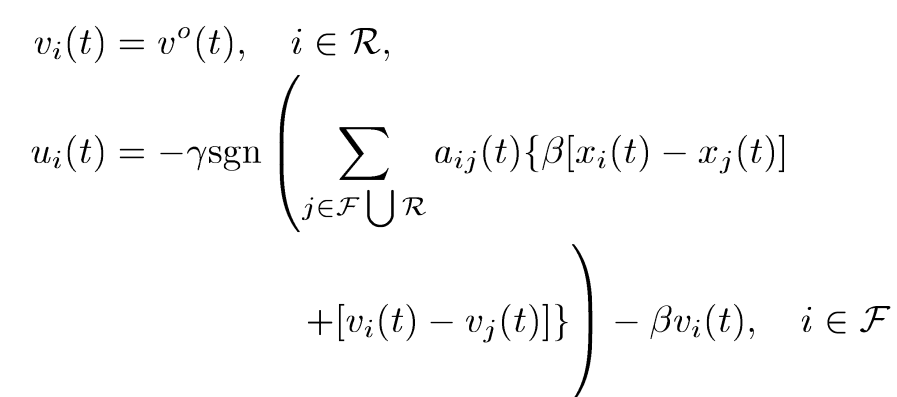 v_i(t) = v^o(t), i ∈ ℛ,
u_i(t) = −γsgn ( ∑_{j∈ℱ ⋃ ℛ} a_{ij}(t){β[x_i(t) − x_j(t)]
+[v_i(t) − v_j(t)]} ) − βv_i(t), i ∈ ℱ